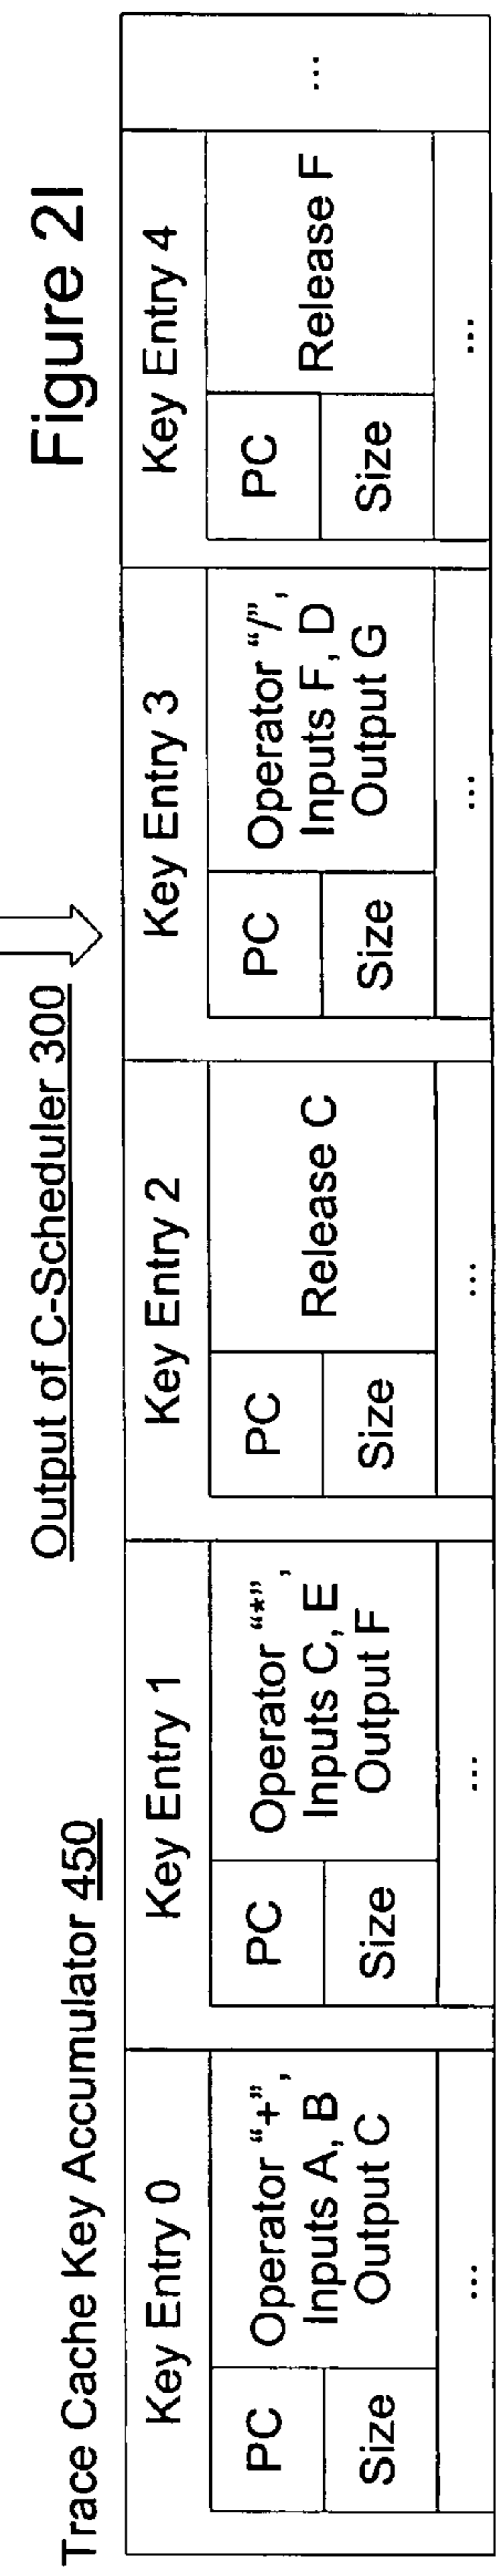 Figure 2I
Output of C-Scheduler 300
Trace Cache Key Accumulator 450
Key Entry 0
PC
Size
Operator “+”,
Inputs A, B
Output C
...
Key Entry 1
PC
Size
Operator “*”,
Inputs C, E
Output F
...
Key Entry 2
PC
Size
Release C
...
Key Entry 3
PC
Size
Operator “/”,
Inputs F, D
Output G
...
Key Entry 4
PC
Size
Release F
...
...